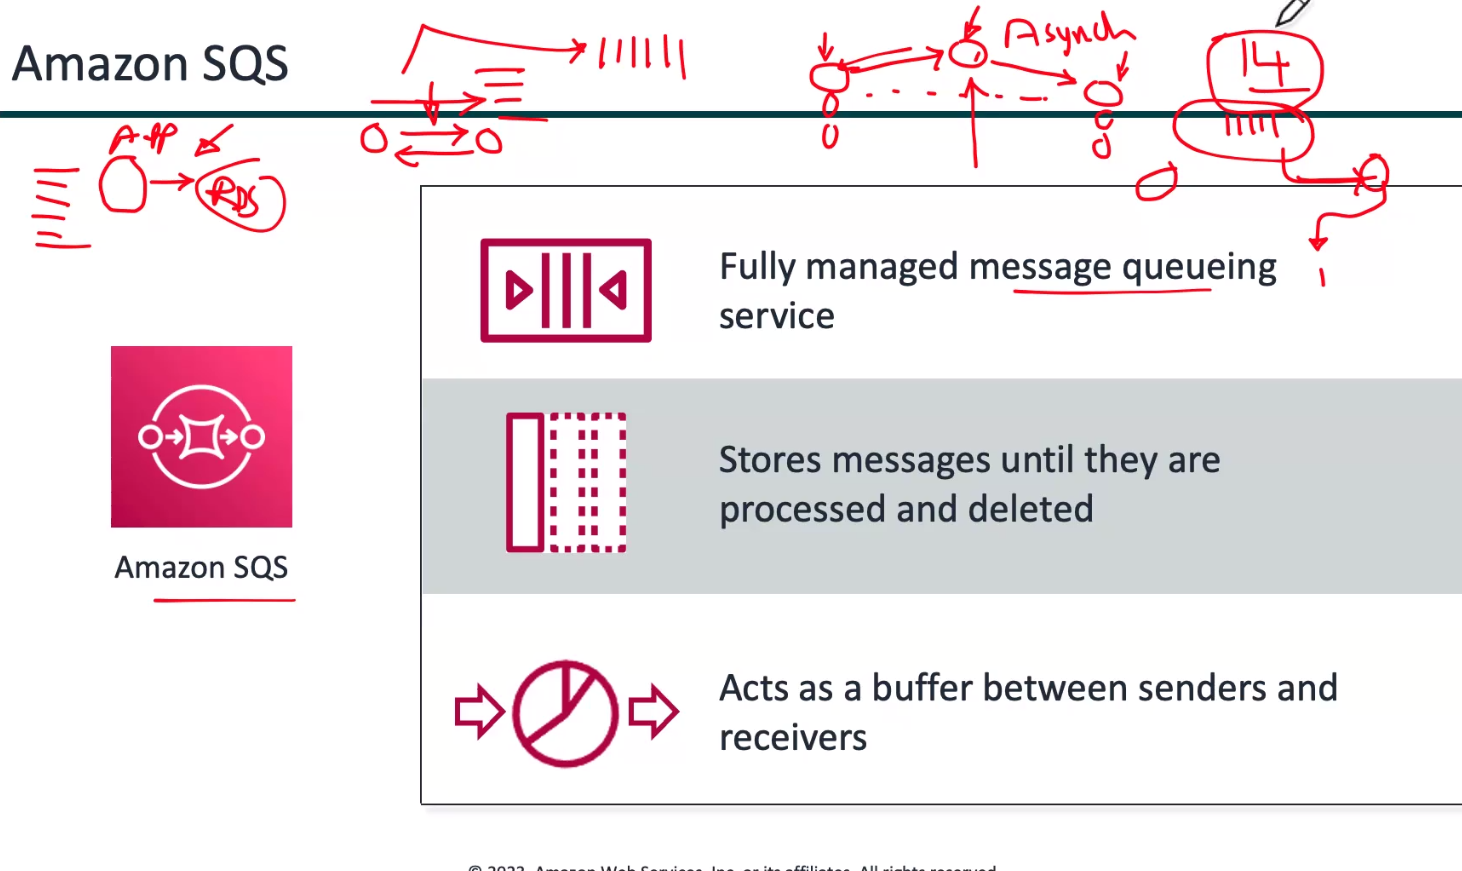 Amazon SQS
Asynch
14
App
RDS
Fully managed message queueing
service
Stores messages until they are
processed and deleted
Amazon SQS
Acts as a buffer between senders and
receivers
© 2023, Amazon Web Services, Inc. or its affiliates. All rights reserved.